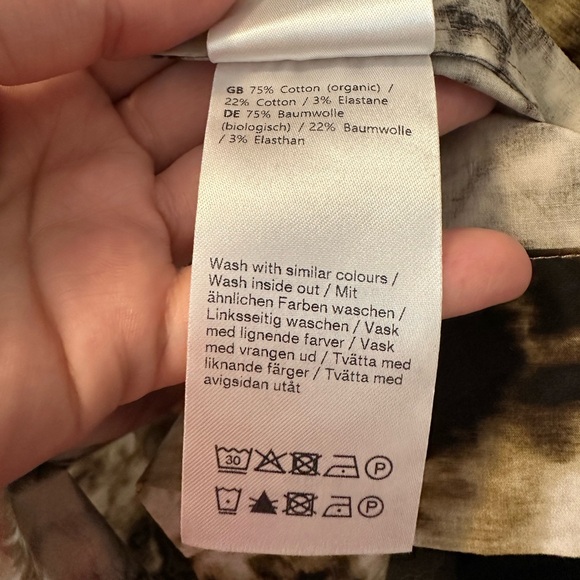 GB 75% Cotton (organic) /
22% Cotton / 3% Elastane
DE 75% Baumwolle
(biologisch) / 22% Baumwolle
/ 3% Elasthan
Wash with similar colours /
Wash inside out / Mit
ähnlichen Farben waschen /
Linksseitig waschen / Vask
med lignende farver / Vask
med vrangen ud / Tvätta med
liknande färger / Tvätta med
avigsidan utåt
30 P
P